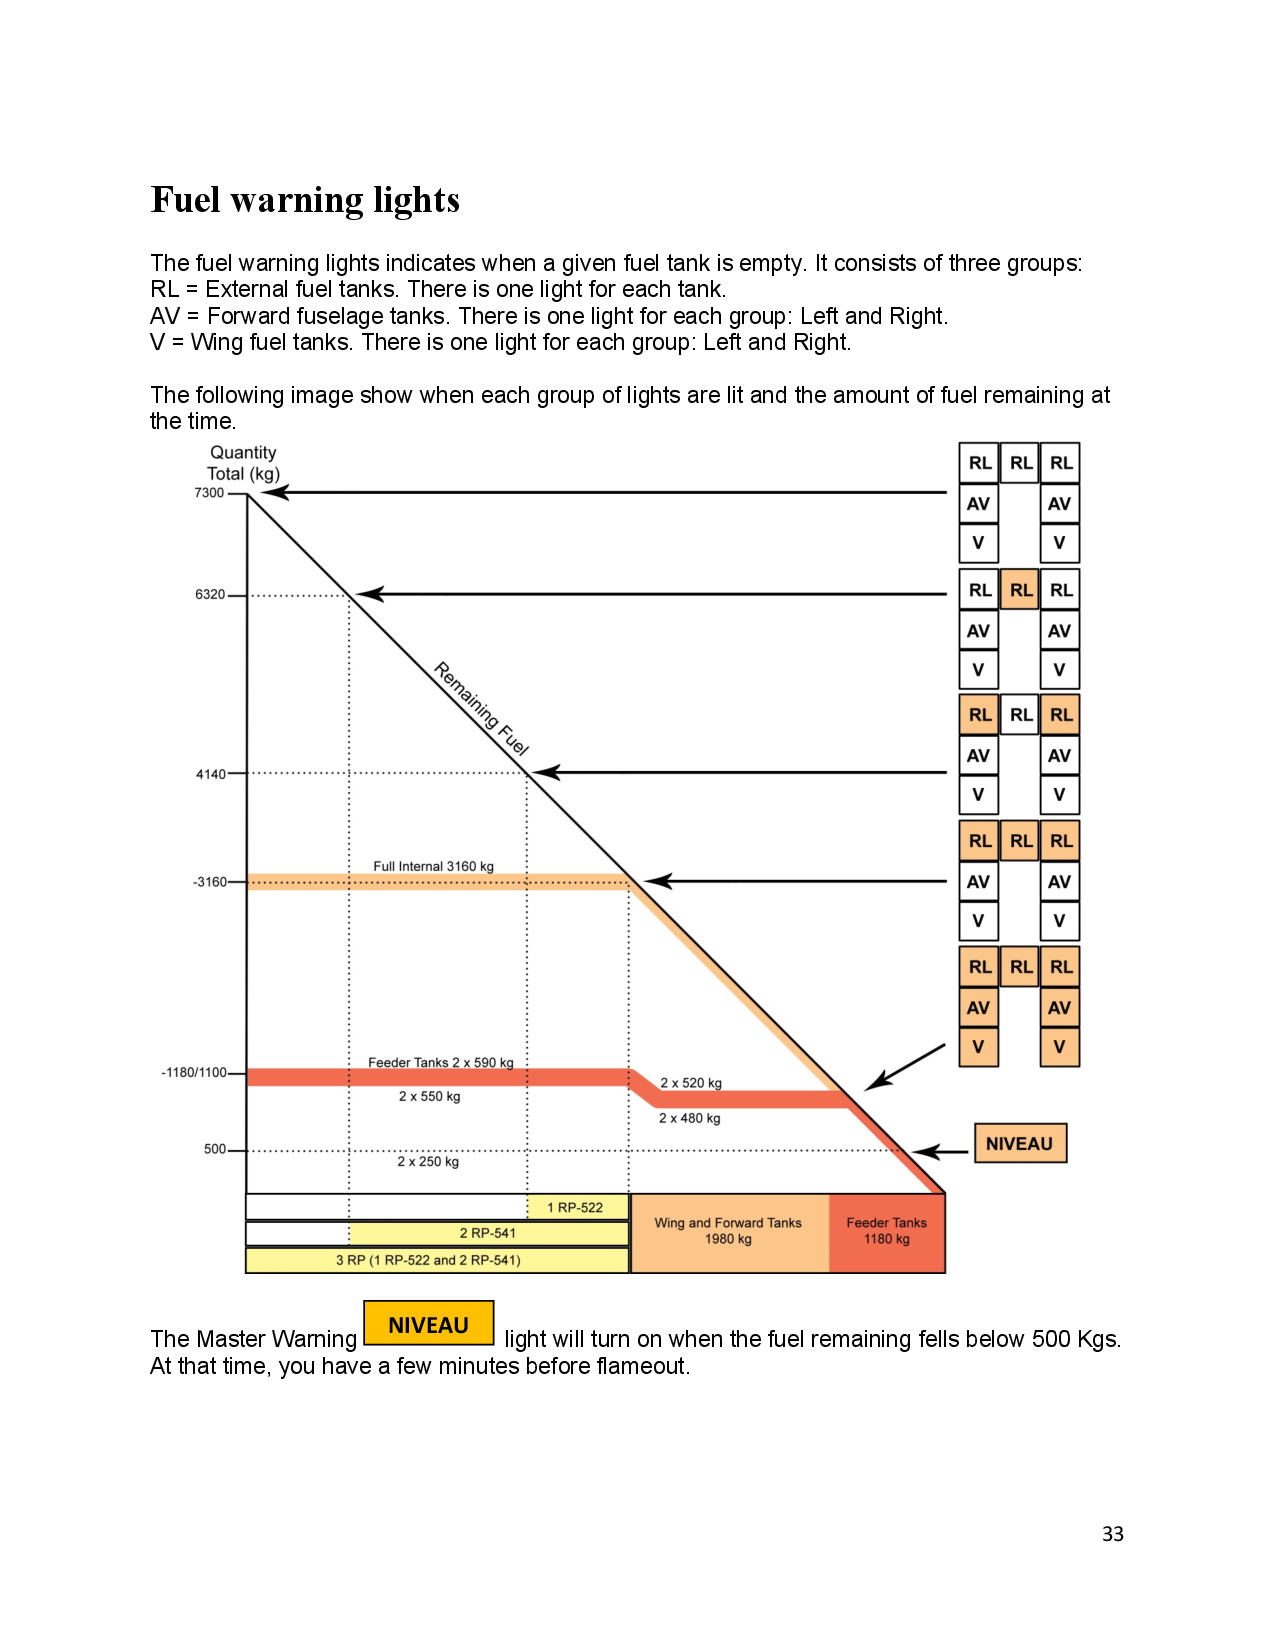 Fuel warning lights
The fuel warning lights indicates when a given fuel tank is empty. It consists of three groups:
RL = External fuel tanks. There is one light for each tank.
AV = Forward fuselage tanks. There is one light for each group: Left and Right.
V = Wing fuel tanks. There is one light for each group: Left and Right.
The following image show when each group of lights are lit and the amount of fuel remaining at
the time.
Quantity
Total (kg)
7300
RL RL RL
AV AV
V V
6320
RL RL RL
AV AV
V V
Remaining Fuel
4140
RL RL RL
AV AV
V V
Full Internal 3160 kg
-3160
RL RL RL
AV AV
V V
RL RL RL
AV AV
V V
Feeder Tanks 2 x 590 kg
-1180/1100
2 x 550 kg
2 x 520 kg
2 x 480 kg
500
2 x 250 kg
NIVEAU
1 RP-522
2 RP-541
3 RP (1 RP-522 and 2 RP-541)
Wing and Forward Tanks
1980 kg
Feeder Tanks
1180 kg
The Master Warning NIVEAU light will turn on when the fuel remaining fells below 500 Kgs.
At that time, you have a few minutes before flameout.
33